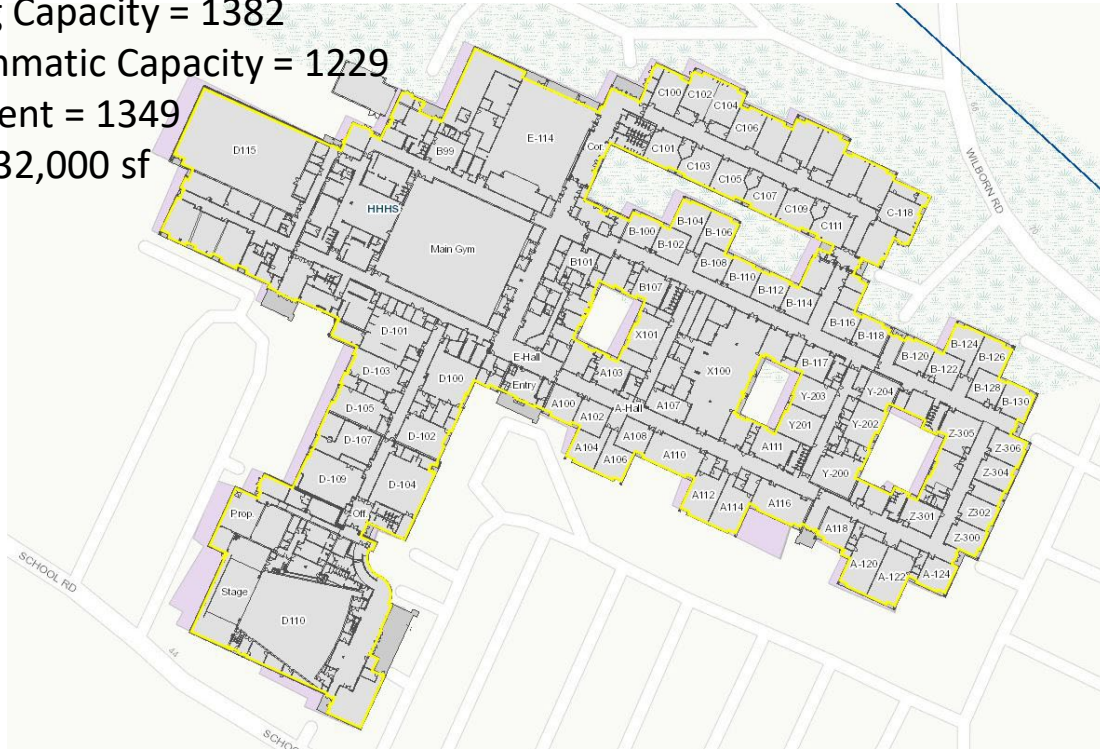 Capacity = 1382
Capacity = 1229
= 1349
sf
D115
B99
E-114
HHHS
Main Gym
C100
C102
C104
C106
Cor.
C101
C103
C105
C107
C109
C111
C-118
WILBORN RD
B-104
B-100
B-106
B-102
B-108
B-110
B-112
B-114
B101
B107
X101
B-116
B-118
B-124
B-120
B-126
B-122
B-128
B-130
D-101
E-Hall
D-103
D100
A103
X100
B-117
Entry
Y-203
Y-204
A100
A107
A-Hall
A102
D-105
Y201
Y-202
Z-305
D-107
D-102
A104
A108
A111
Z-306
A106
A110
D-109
D-104
Y-200
Z-304
A112
A116
A114
Z302
Prop.
Off.
Z-301
A118
Z-300
A-120
A-122
A-124
SCHOOL RD
Stage
D110
44